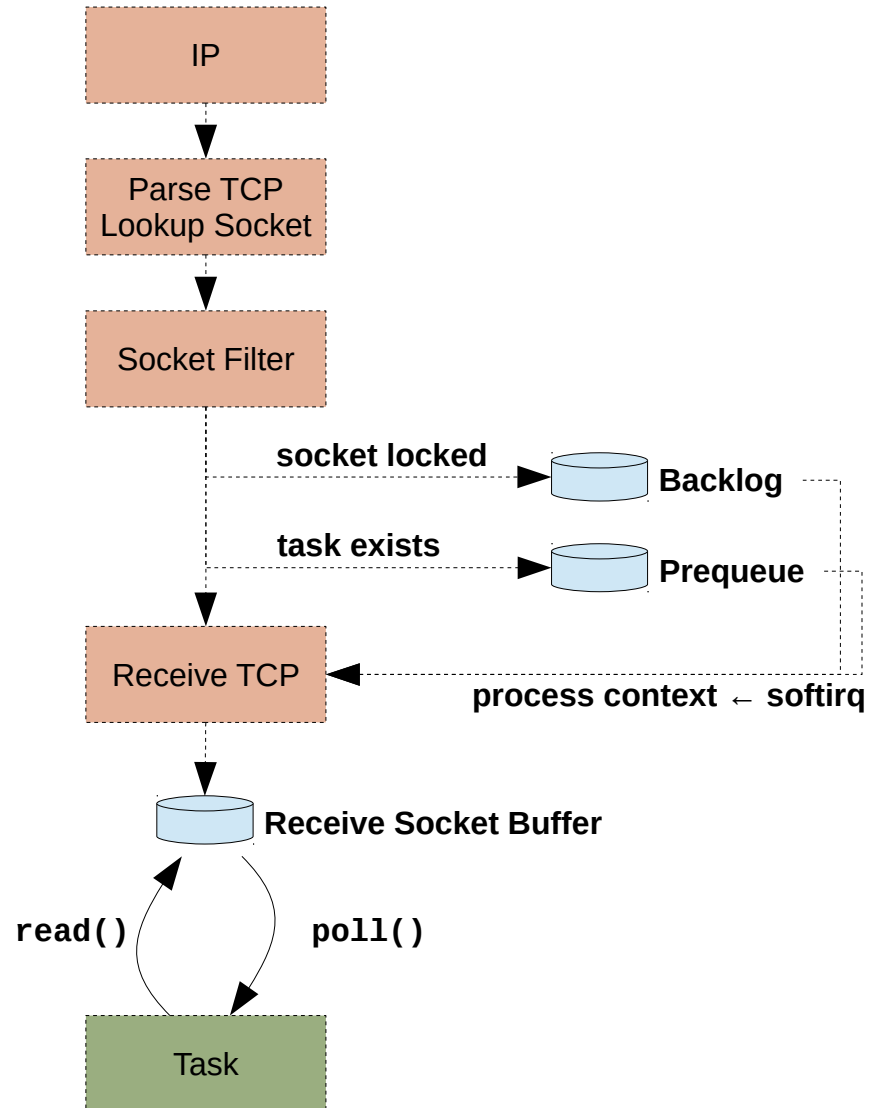 IP
Parse TCP
Lookup Socket
Socket Filter
socket locked
Backlog
task exists
Prequeue
Receive TCP
process context ← softirq
Receive Socket Buffer
read()
poll()
Task